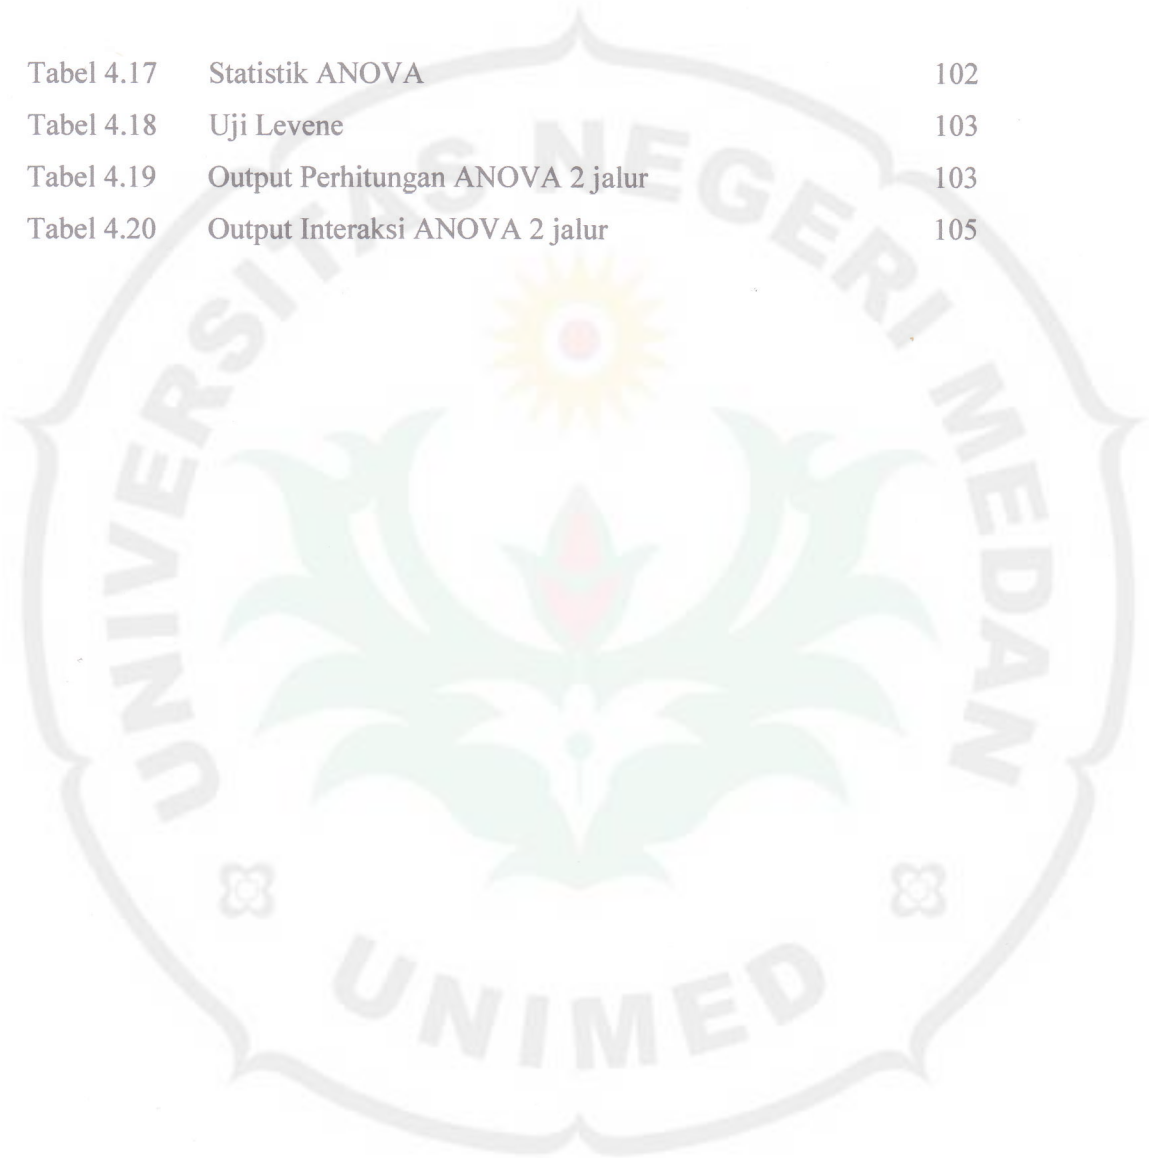 Tabel 4.17 Statistik ANOVA 102
Tabel 4.18 Uji Levene 103
Tabel 4.19 Output Perhitungan ANOVA 2 jalur 103
Tabel 4.20 Output Interaksi ANOVA 2 jalur 105
UNIVERSITAS NEGERI MEDAN
UNIMED